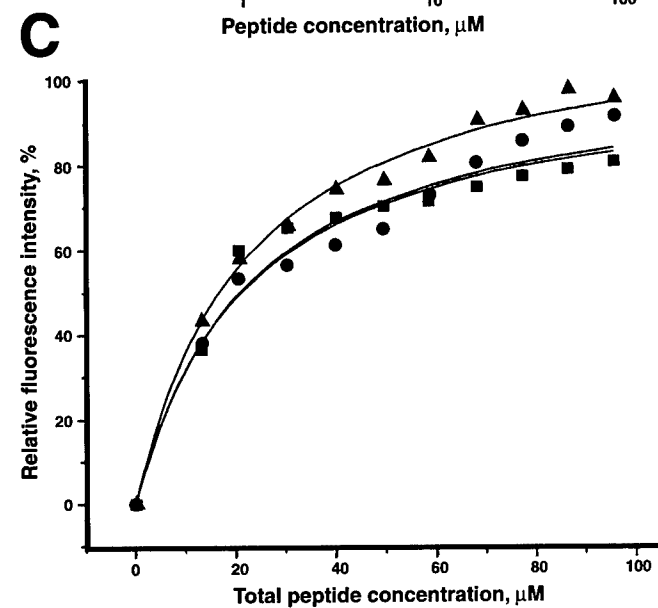 Peptide concentration, μM
C
100
80
60
40
20
0
Relative fluorescence intensity, %
0 20 40 60 80 100
Total peptide concentration, μM